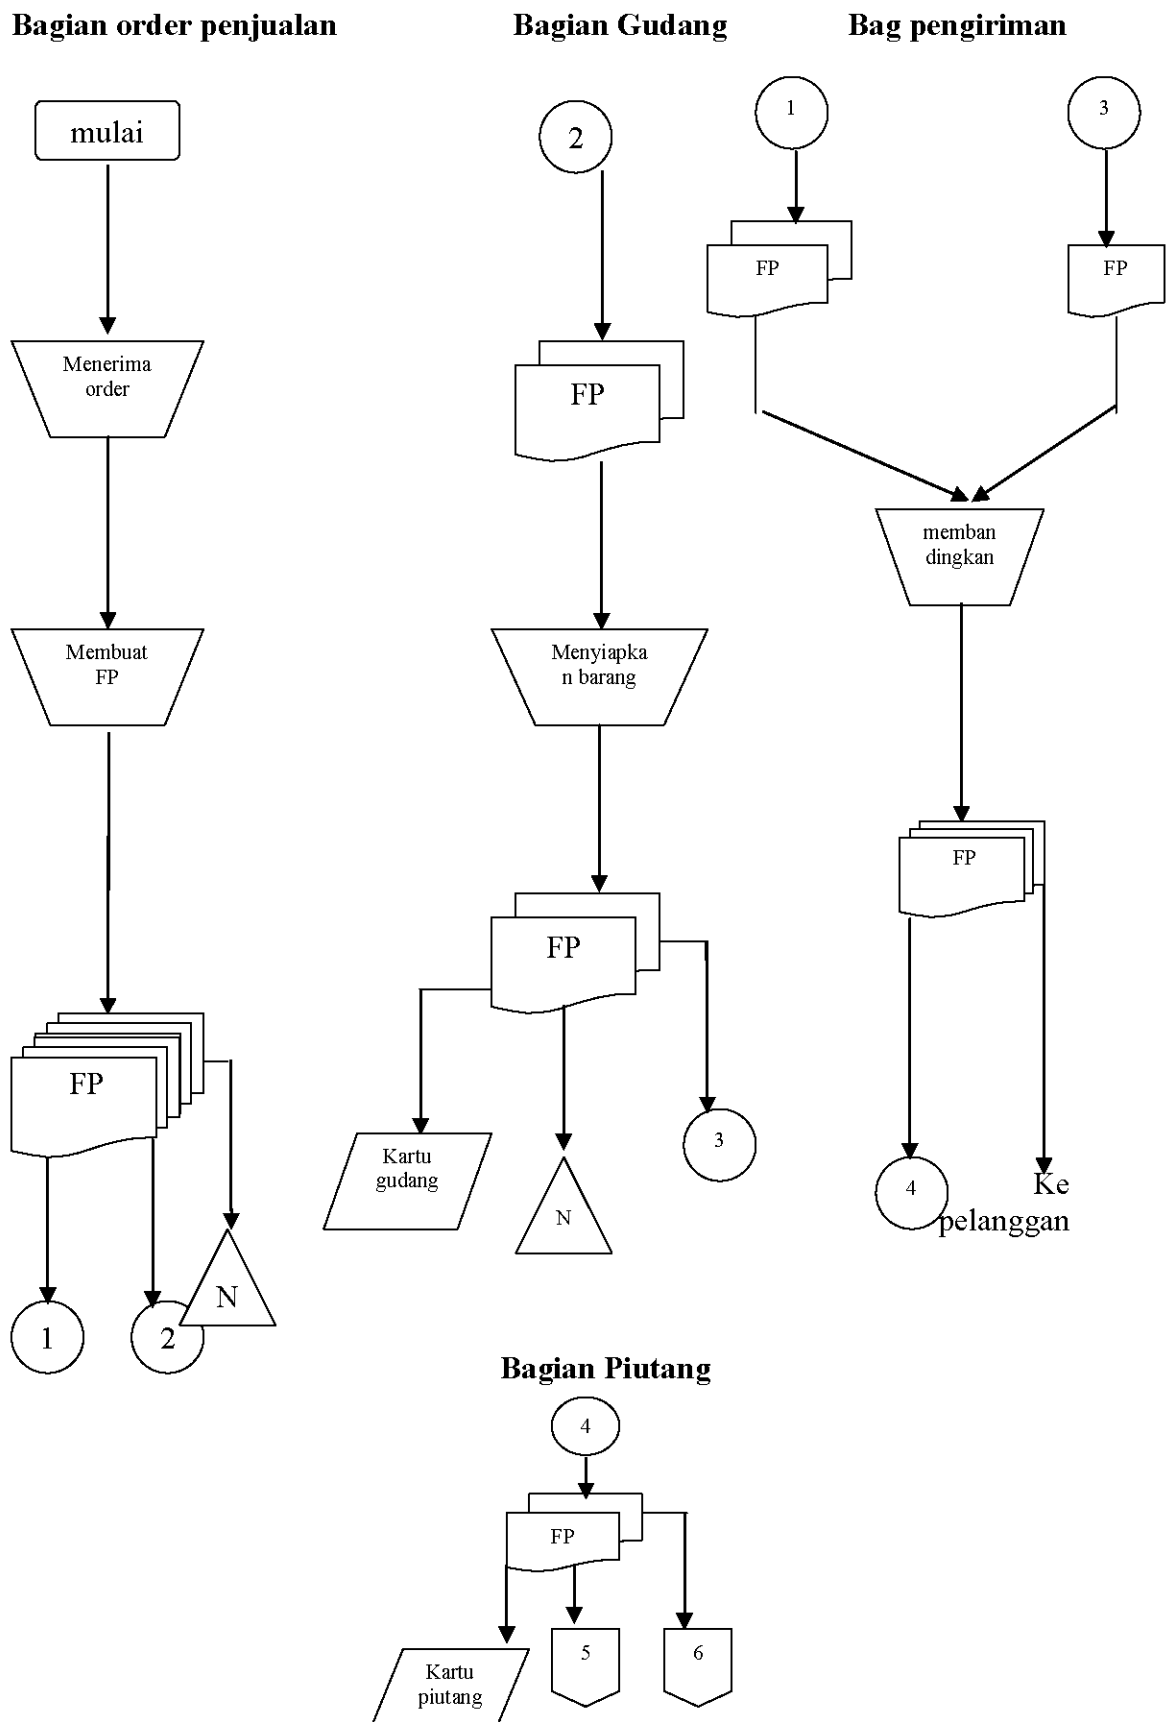 Bagian order penjualan
mulai
Menerima
order
Membuat
FP
FP
1
2
N
Bagian Gudang
2
FP
Menyiapka
n barang
FP
Kartu
gudang
N
3
Bag pengiriman
1
3
FP
FP
memban
dingkan
FP
4
Ke
pelanggan
Bagian Piutang
4
FP
Kartu
piutang
5
6